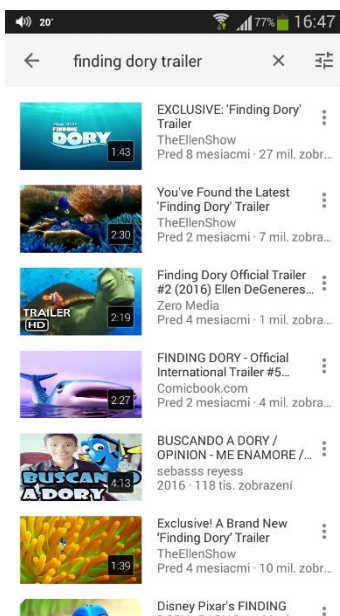 20°
77%
16:47
finding dory trailer
EXCLUSIVE: 'Finding Dory'
Trailer
TheEllenShow
Pred 8 mesiacmi · 27 mil. zobr...
FINDING
DORY
1:43
You've Found the Latest
'Finding Dory' Trailer
TheEllenShow
Pred 2 mesiacmi · 7 mil. zobra...
2:30
Finding Dory Official Trailer
#2 (2016) Ellen DeGeneres...
Zero Media
Pred 4 mesiacmi · 1 mil. zobra...
TRAILER
HD
2:19
FINDING DORY - Official
International Trailer #5...
Comicbook.com
Pred 2 mesiacmi · 4 mil. zobra...
2:27
BUSCANDO A DORY /
OPINION - ME ENAMORE /...
sebasss reyess
2016 · 118 tis. zobrazení
BUSCANDO
A DORY
4:13
Exclusive! A Brand New
'Finding Dory' Trailer
TheEllenShow
Pred 4 mesiacmi · 10 mil. zobra...
1:39
Disney Pixar's FINDING